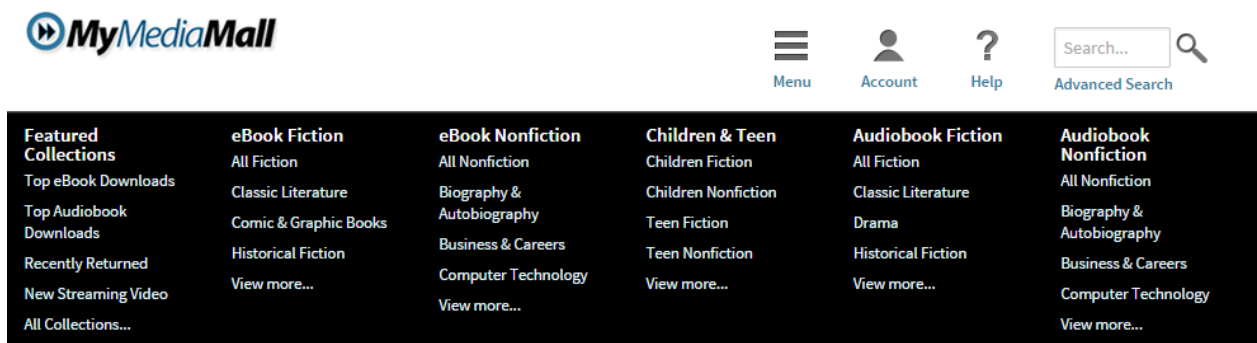 MyMediaMall
Menu
Account
Help
Search...
Advanced Search
Featured
Collections
Top eBook Downloads
Top Audiobook
Downloads
Recently Returned
New Streaming Video
All Collections...
eBook Fiction
All Fiction
Classic Literature
Comic & Graphic Books
Historical Fiction
View more...
eBook Nonfiction
All Nonfiction
Biography &
Autobiography
Business & Careers
Computer Technology
View more...
Children & Teen
Children Fiction
Children Nonfiction
Teen Fiction
Teen Nonfiction
View more...
Audiobook Fiction
All Fiction
Classic Literature
Drama
Historical Fiction
View more...
Audiobook
Nonfiction
All Nonfiction
Biography &
Autobiography
Business & Careers
Computer Technology
View more...